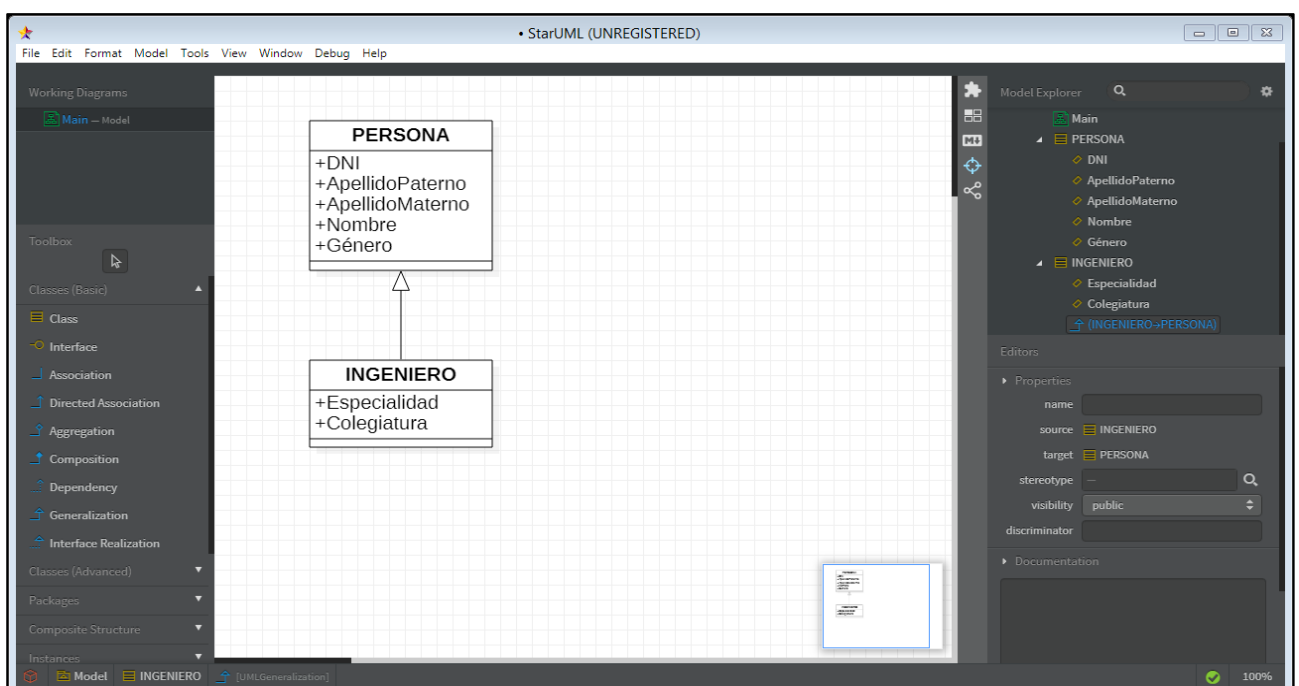 • StarUML (UNREGISTERED)
File Edit Format Model Tools View Window Debug Help
Working Diagrams
Main — Model
Toolbox
Classes (Basic)
Class
Interface
Association
Directed Association
Aggregation
Composition
Dependency
Generalization
Interface Realization
Classes (Advanced)
Packages
Composite Structure
Instances
PERSONA
+DNI
+ApellidoPaterno
+ApellidoMaterno
+Nombre
+Género
INGENIERO
+Especialidad
+Colegiatura
Model Explorer
Main
PERSONA
DNI
ApellidoPaterno
ApellidoMaterno
Nombre
Género
INGENIERO
Especialidad
Colegiatura
(INGENIERO→PERSONA)
Editors
Properties
name
source INGENIERO
target PERSONA
stereotype —
visibility public
discriminator
Documentation
Model INGENIERO [UMLGeneralization]
100%